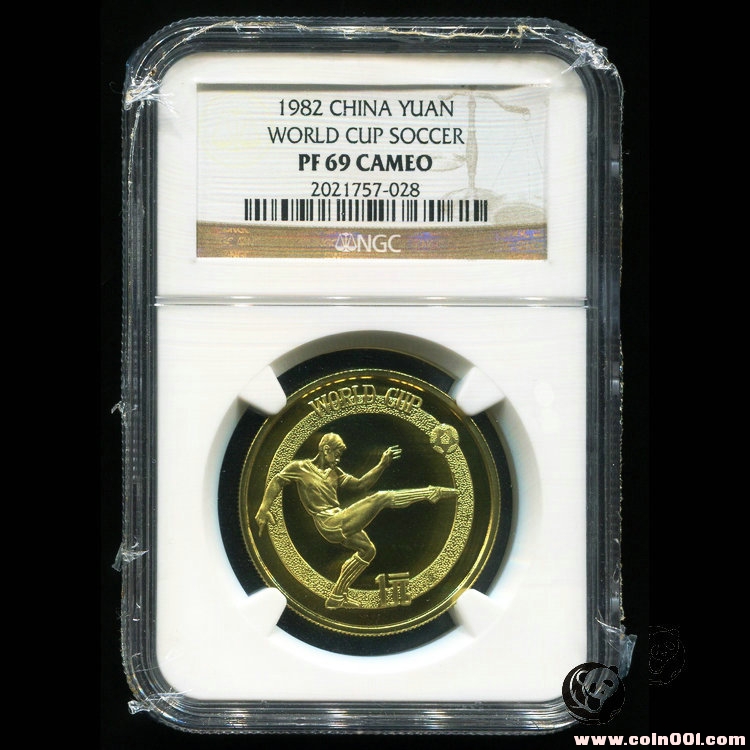 1982 CHINA YUAN
WORLD CUP SOCCER
PF 69 CAMEO
2021757-028
NGC
WORLD CUP
1元
www.coin001.com